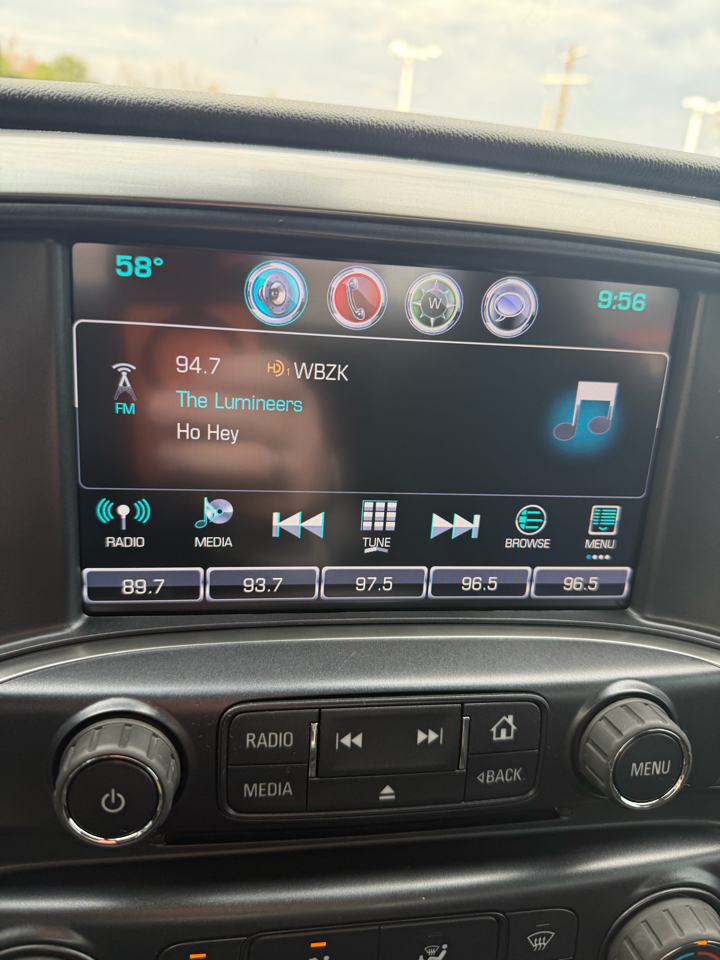 58°
W
9:56
94.7 HD1 WBZK
The Lumineers
FM
Ho Hey
RADIO MEDIA TUNE BROWSE MENU
89.7 93.7 97.5 96.5 96.5
RADIO
MEDIA
BACK
MENU